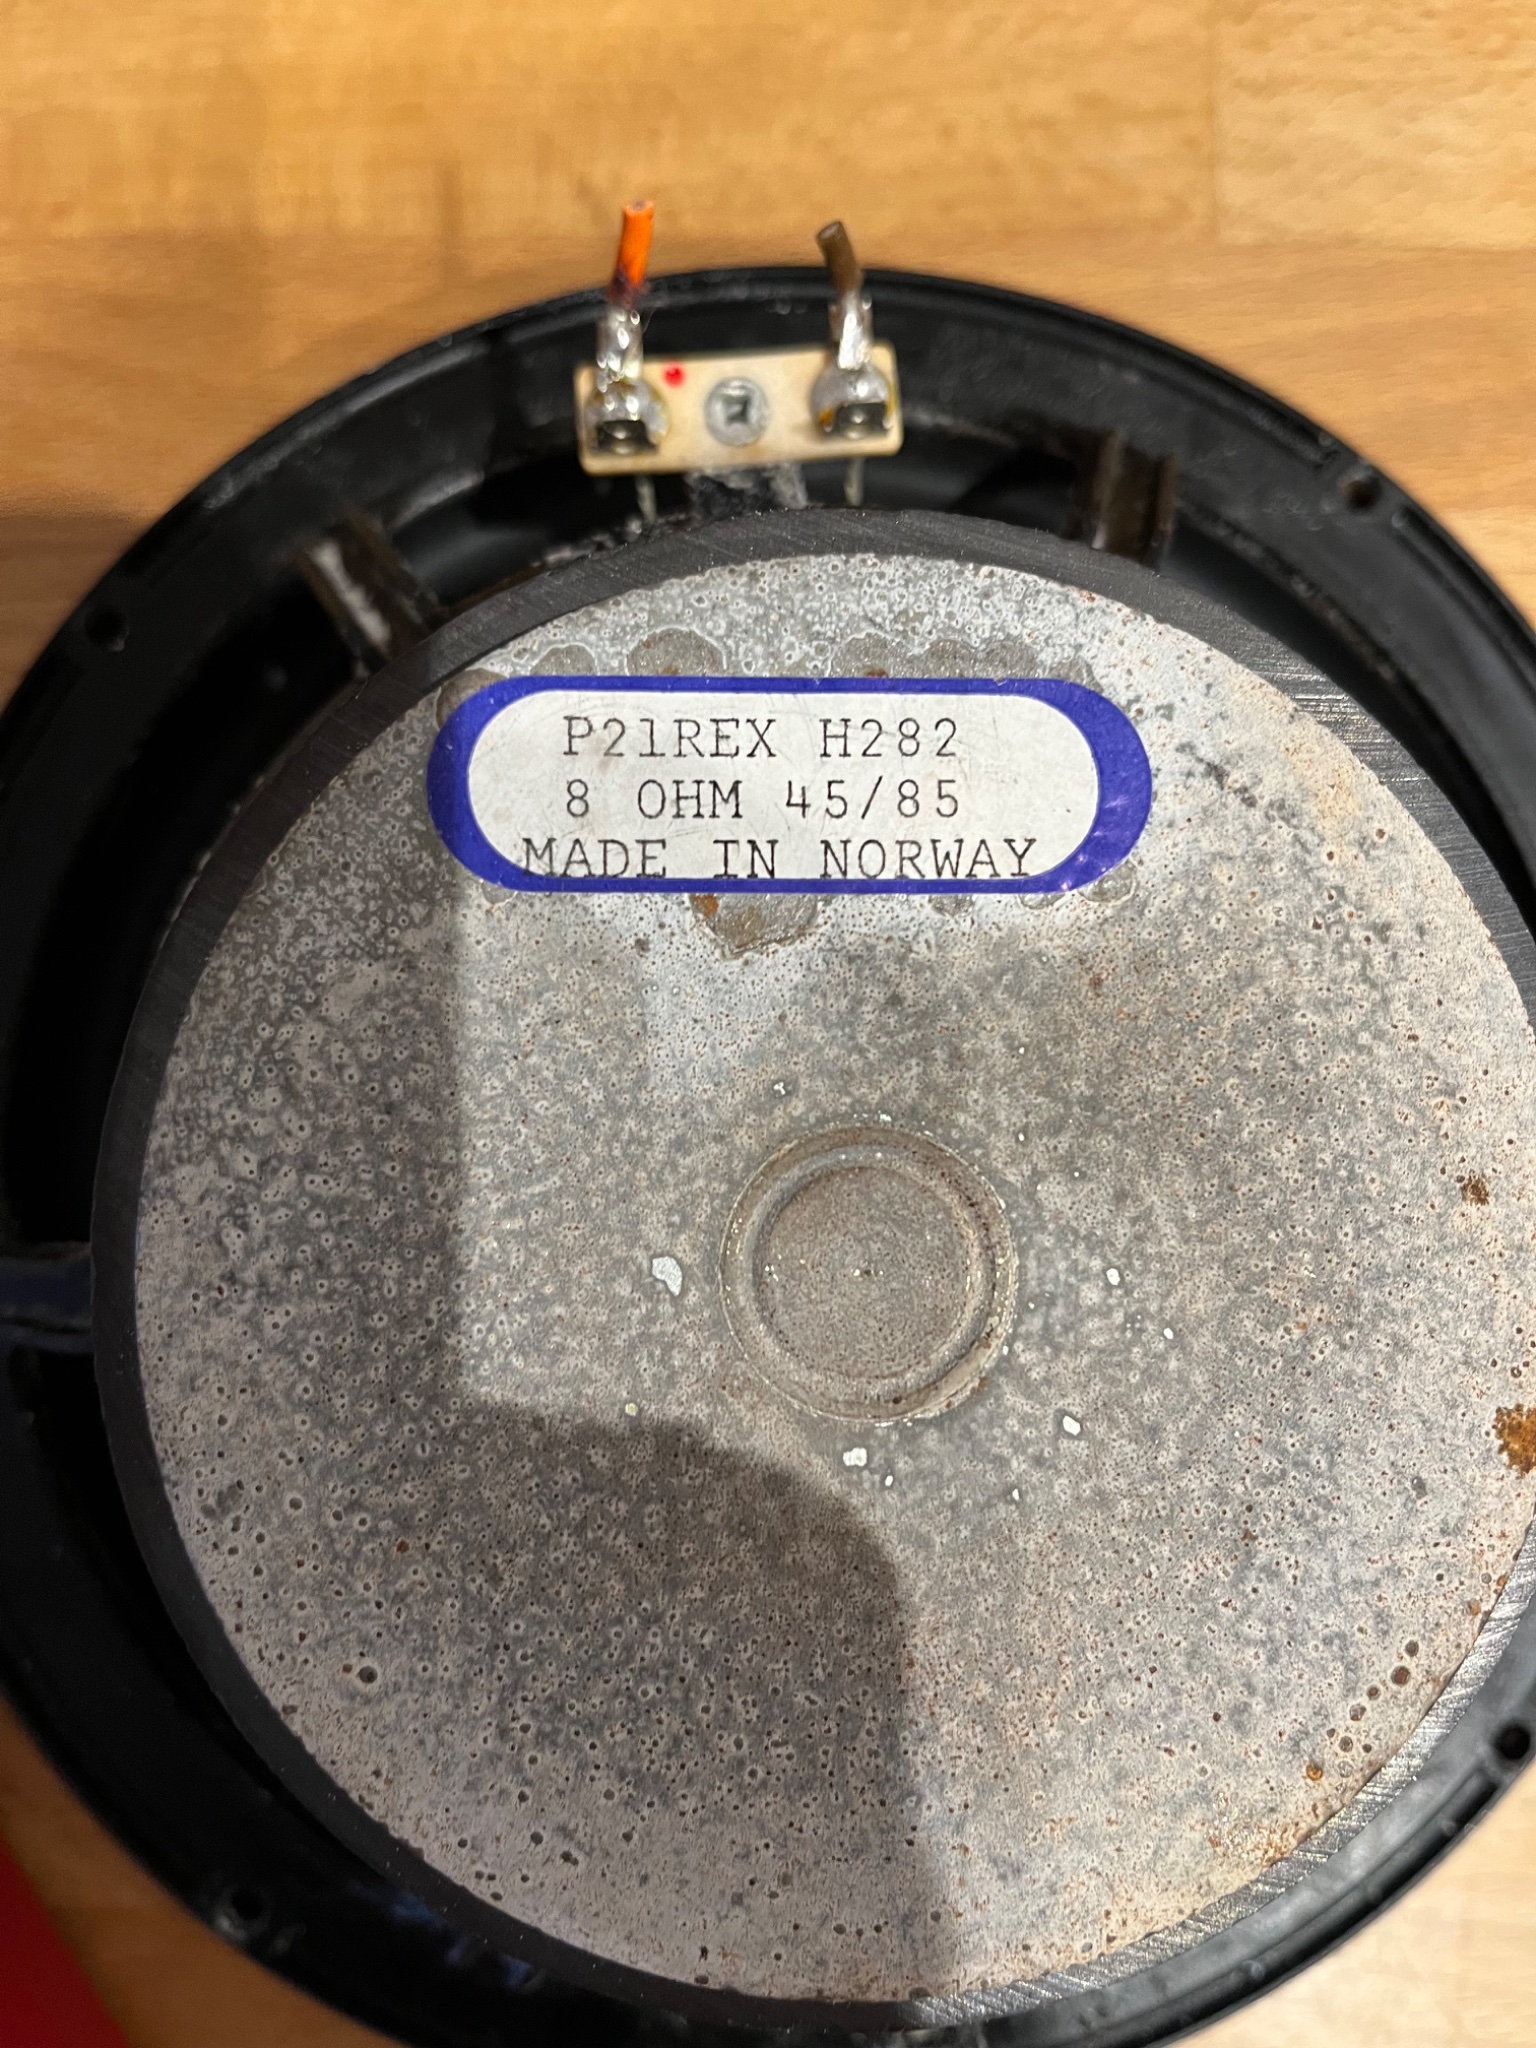 P21REX H282
8 OHM 45/85
MADE IN NORWAY